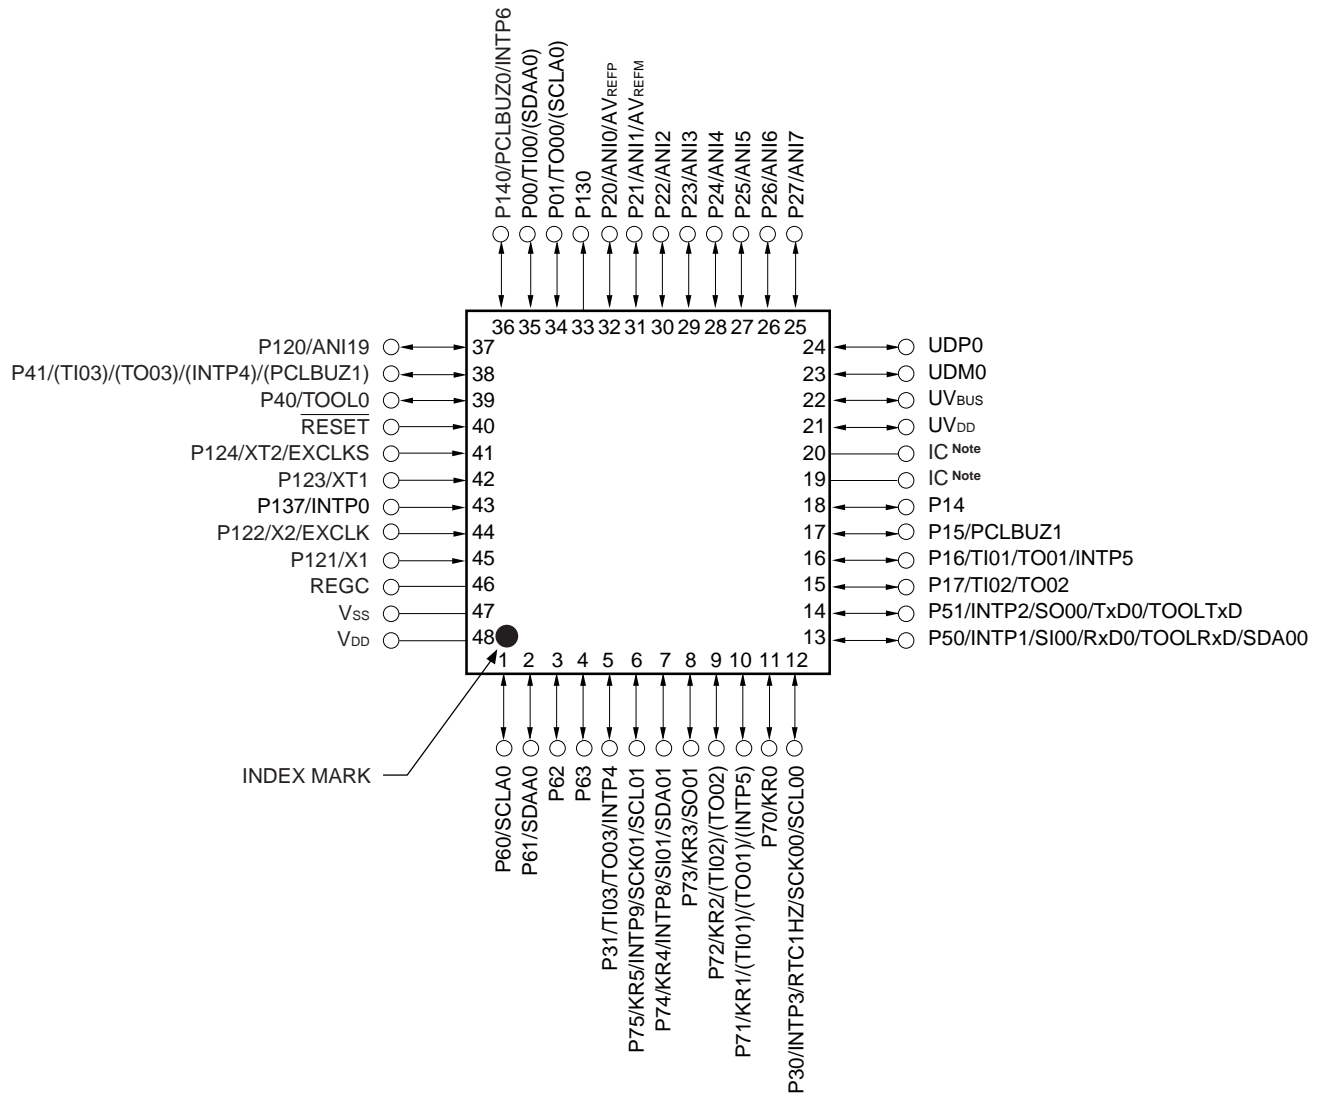 P140/PCLBUZ0/INTP6
P00/TI00/(SDAA0)
P01/TO00/(SCLA0)
P130
P20/ANI0/AVREFP
P21/ANI1/AVREFM
P22/ANI2
P23/ANI3
P24/ANI4
P25/ANI5
P26/ANI6
P27/ANI7
36 35 34 33 32 31 30 29 28 27 26 25
P120/ANI19 37
P41/(TI03)/(TO03)/(INTP4)/(PCLBUZ1) 38
P40/TOOL0 39
RESET 40
P124/XT2/EXCLKS 41
P123/XT1 42
P137/INTP0 43
P122/X2/EXCLK 44
P121/X1 45
REGC 46
VSS 47
VDD 48
24 UDP0
23 UDM0
22 UVBUS
21 UVDD
20 IC Note
19 IC Note
18 P14
17 P15/PCLBUZ1
16 P16/TI01/TO01/INTP5
15 P17/TI02/TO02
14 P51/INTP2/SO00/TxD0/TOOLTxD
13 P50/INTP1/SI00/RxD0/TOOLRxD/SDA00
1 2 3 4 5 6 7 8 9 10 11 12
INDEX MARK
P60/SCLA0
P61/SDAA0
P62
P63
P31/TI03/TO03/INTP4
P75/KR5/INTP9/SCK01/SCL01
P74/KR4/INTP8/SI01/SDA01
P73/KR3/SO01
P72/KR2/(TI02)/(TO02)
P71/KR1/(TI01)/(TO01)/(INTP5)
P70/KR0
P30/INTP3/RTC1HZ/SCK00/SCL00